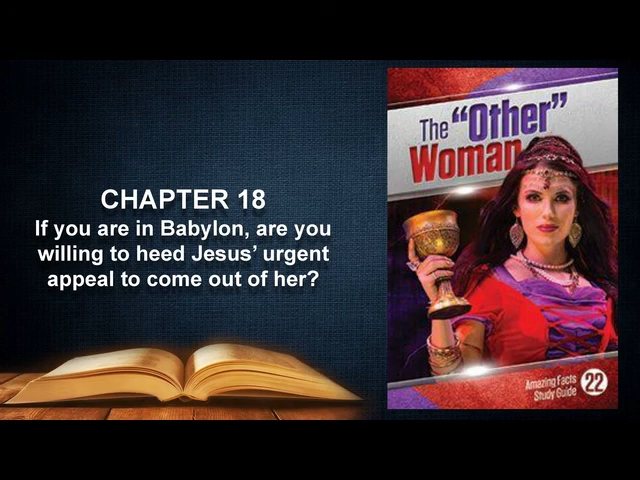 CHAPTER 18
If you are in Babylon, are you
willing to heed Jesus’ urgent
appeal to come out of her?
The “Other”
Woman
Amazing Facts
Study Guide 22